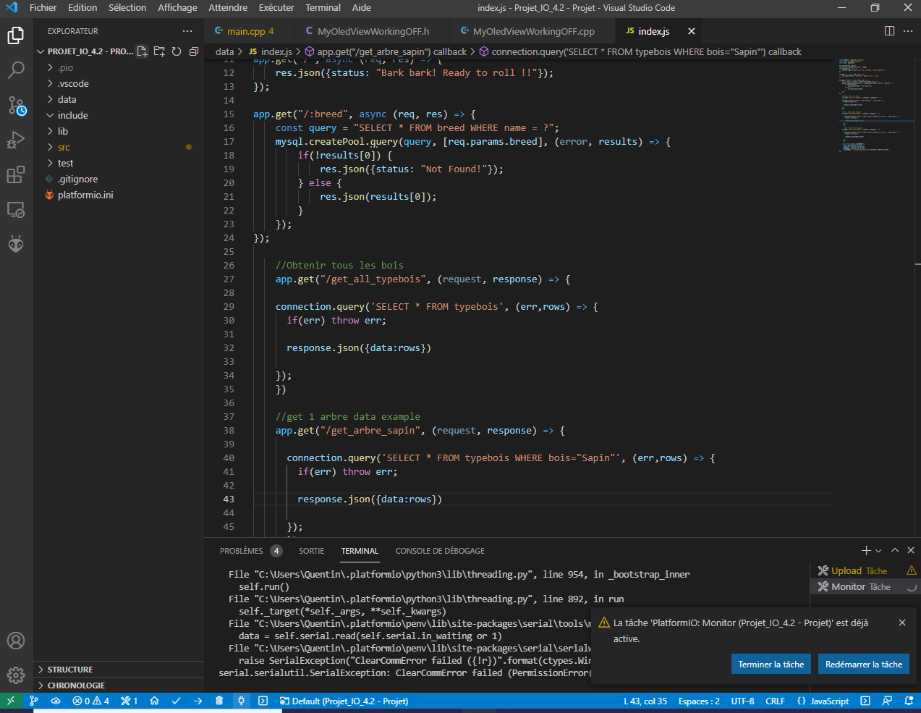 Fichier Edition Sélection Affichage Atteindre Exécuter Terminal Aide index.js - Projet_IO_4.2 - Projet - Visual Studio Code
EXPLORATEUR ...
main.cpp 4 MyOledViewWorkingOFF.h MyOledViewWorkingOFF.cpp JS index.js
PROJET_IO_4.2 - PRO...
data > JS index.js > app.get("/get_arbre_sapin") callback > connection.query('SELECT * FROM typebois WHERE bois="Sapin"') callback
.pio
.vscode
data
include
lib
src
test
.gitignore
platformio.ini
11 app.get("/", async (req, res) => {
12 res.json({status: "Bark bark! Ready to roll !!"});
13 });
14
15 app.get("/:breed", async (req, res) => {
16 const query = "SELECT * FROM breed WHERE name = ?";
17 mysql.createPool.query(query, [req.params.breed], (error, results) => {
18 if(!results[0]) {
19 res.json({status: "Not Found!"});
20 } else {
21 res.json(results[0]);
22 }
23 });
24 });
25
26 //Obtenir tous les bois
27 app.get("/get_all_typebois", (request, response) => {
28
29 connection.query('SELECT * FROM typebois', (err,rows) => {
30 if(err) throw err;
31
32 response.json({data:rows})
33
34 });
35 })
36
37 //get 1 arbre data example
38 app.get("/get_arbre_sapin", (request, response) => {
39
40 connection.query('SELECT * FROM typebois WHERE bois="Sapin"', (err,rows) => {
41 if(err) throw err;
42
43 response.json({data:rows})
44
45 });
PROBLÈMES 4 SORTIE TERMINAL CONSOLE DE DÉBOGAGE
File "C:\Users\Quentin\.platformio\python3\lib\threading.py", line 954, in _bootstrap_inner
self.run()
File "C:\Users\Quentin\.platformio\python3\lib\threading.py", line 892, in run
self._target(*self._args, **self._kwargs)
File "C:\Users\Quentin\.platformio\penv\lib\site-packages\serial\tools\
data = self.serial.read(self.serial.in_waiting or 1)
File "C:\Users\Quentin\.platformio\penv\lib\site-packages\serial\
raise SerialException("ClearCommError failed ({!r})".format(ctypes.
serial.serialutil.SerialException: ClearCommError failed (PermissionError(
Upload Tâche
Monitor Tâche
La tâche 'PlatformIO: Monitor (Projet_IO_4.2 - Projet)' est déjà
active.
Terminer la tâche Redémarrer la tâche
STRUCTURE
CHRONOLOGIE
0 4 1 Default (Projet_IO_4.2 - Projet) L 43, col 35 Espaces : 2 UTF-8 CRLF {} JavaScript